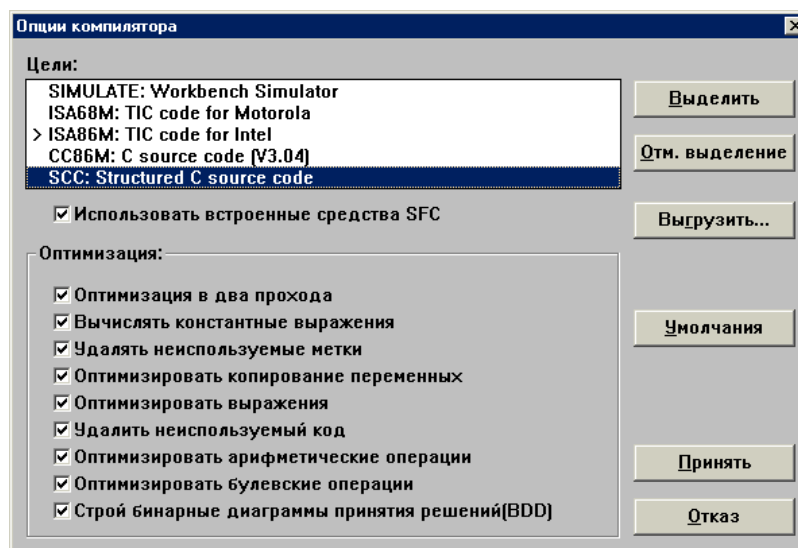 Опции компилятора
Цели:
SIMULATE: Workbench Simulator
ISA68M: TIC code for Motorola
> ISA86M: TIC code for Intel
CC86M: C source code (V3.04)
SCC: Structured C source code
Выделить
Отм. выделение
Использовать встроенные средства SFC
Выгрузить...
Оптимизация:
Оптимизация в два прохода
Вычислять константные выражения
Умолчания
Удалять неиспользуемые метки
Оптимизировать копирование переменных
Оптимизировать выражения
Удалить неиспользуемый код
Оптимизировать арифметические операции
Принять
Оптимизировать булевские операции
Строй бинарные диаграммы принятия решений(BDD)
Отказ